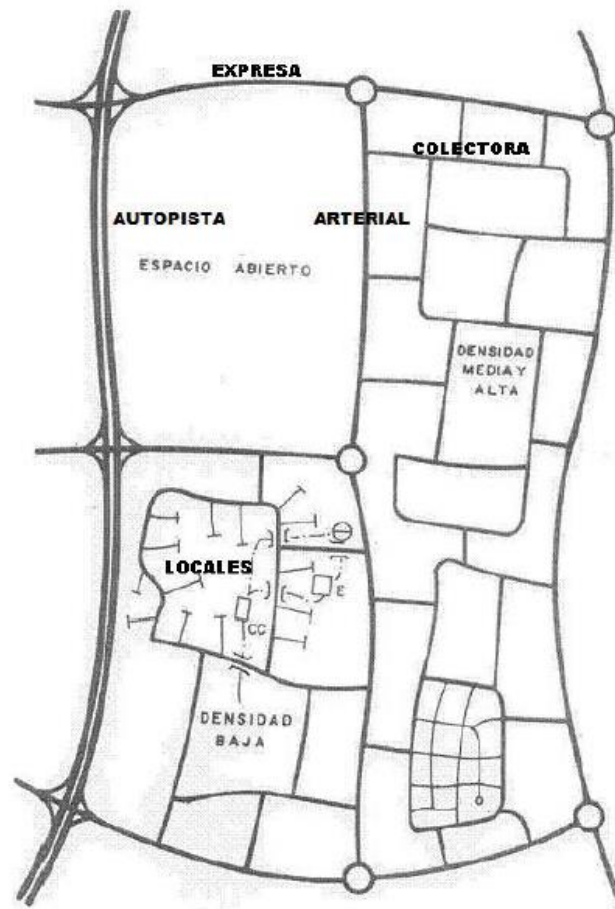 EXPRESA
COLECTORA
AUTOPISTA
ARTERIAL
ESPACIO ABIERTO
DENSIDAD
MEDIA Y
ALTA
LOCALES
E
CC
DENSIDAD
BAJA